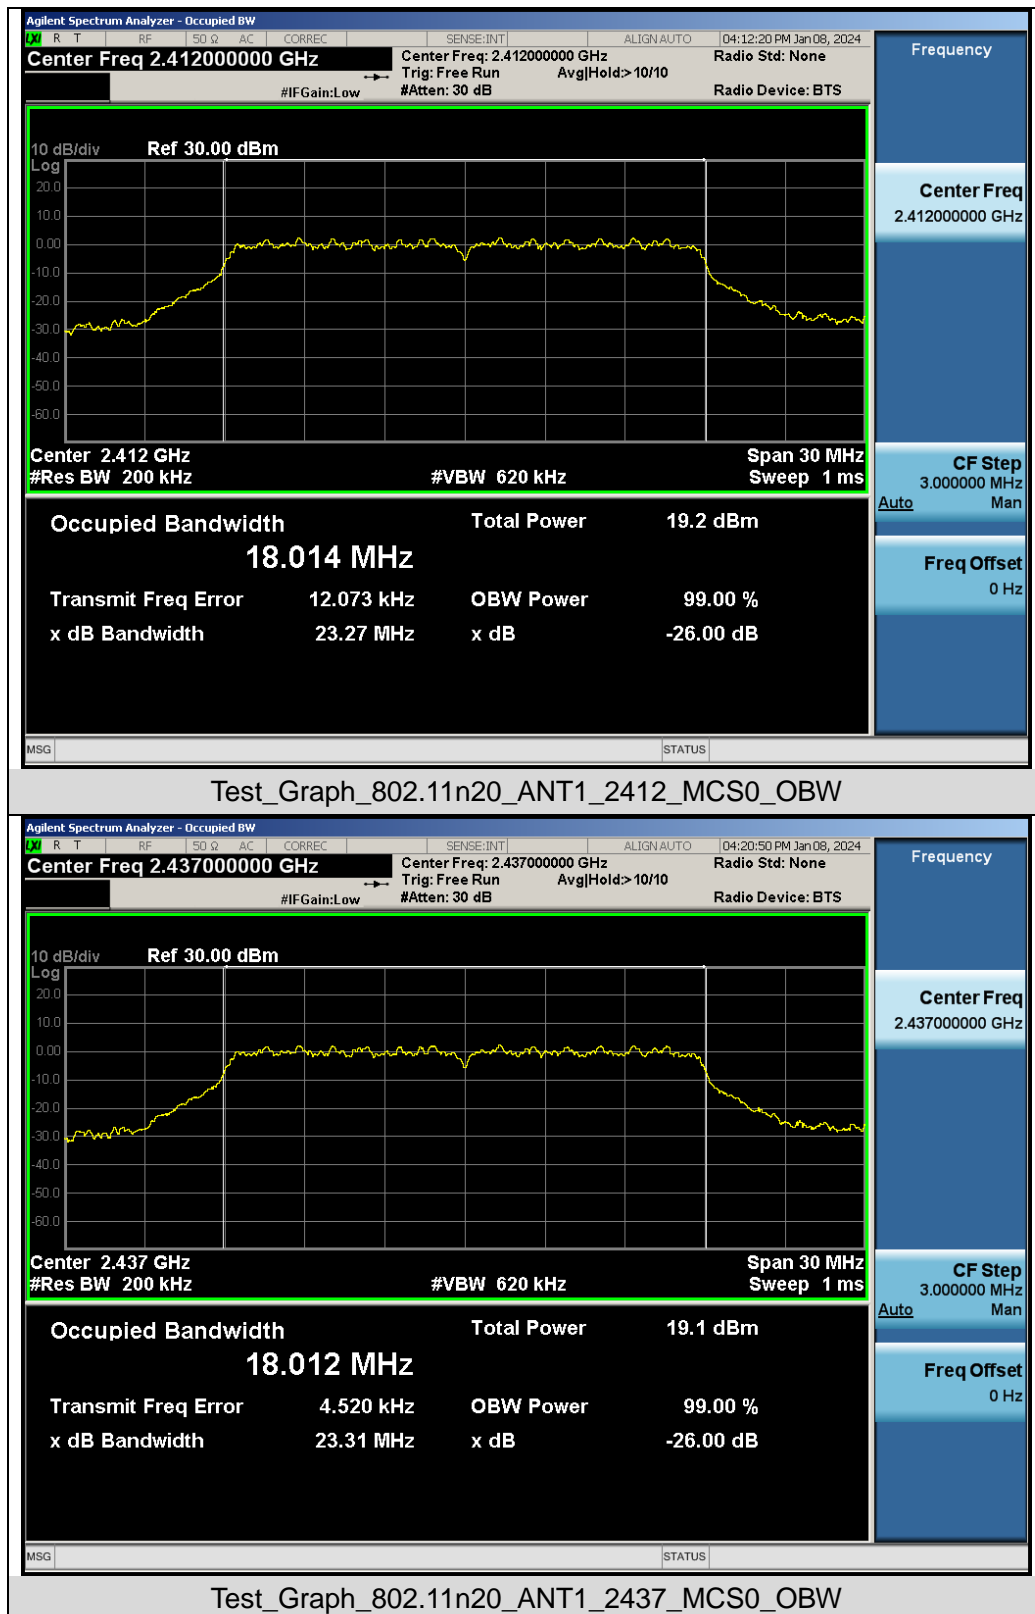 Agilent Spectrum Analyzer - Occupied BW
LXI R T RF 50 Ω AC CORREC SENSE:INT ALIGN AUTO 04:12:20 PM Jan 08, 2024
Center Freq 2.412000000 GHz
Center Freq: 2.412000000 GHz
Radio Std: None
Trig: Free Run Avg|Hold:>10/10
#IFGain:Low
#Atten: 30 dB
Radio Device: BTS
Frequency
10 dB/div Ref 30.00 dBm
Log
20.0
10.0
0.00
-10.0
-20.0
-30.0
-40.0
-50.0
-60.0
Center 2.412 GHz Span 30 MHz
#Res BW 200 kHz #VBW 620 kHz Sweep 1 ms
Center Freq
2.412000000 GHz
CF Step
3.000000 MHz
Auto Man
Freq Offset
0 Hz
Occupied Bandwidth Total Power 19.2 dBm
18.014 MHz
Transmit Freq Error 12.073 kHz OBW Power 99.00 %
x dB Bandwidth 23.27 MHz x dB -26.00 dB
MSG STATUS
Test_Graph_802.11n20_ANT1_2412_MCS0_OBW
Agilent Spectrum Analyzer - Occupied BW
LXI R T RF 50 Ω AC CORREC SENSE:INT ALIGN AUTO 04:20:50 PM Jan 08, 2024
Center Freq 2.437000000 GHz
Center Freq: 2.437000000 GHz
Radio Std: None
Trig: Free Run Avg|Hold:>10/10
#IFGain:Low
#Atten: 30 dB
Radio Device: BTS
Frequency
10 dB/div Ref 30.00 dBm
Log
20.0
10.0
0.00
-10.0
-20.0
-30.0
-40.0
-50.0
-60.0
Center 2.437 GHz Span 30 MHz
#Res BW 200 kHz #VBW 620 kHz Sweep 1 ms
Center Freq
2.437000000 GHz
CF Step
3.000000 MHz
Auto Man
Freq Offset
0 Hz
Occupied Bandwidth Total Power 19.1 dBm
18.012 MHz
Transmit Freq Error 4.520 kHz OBW Power 99.00 %
x dB Bandwidth 23.31 MHz x dB -26.00 dB
MSG STATUS
Test_Graph_802.11n20_ANT1_2437_MCS0_OBW